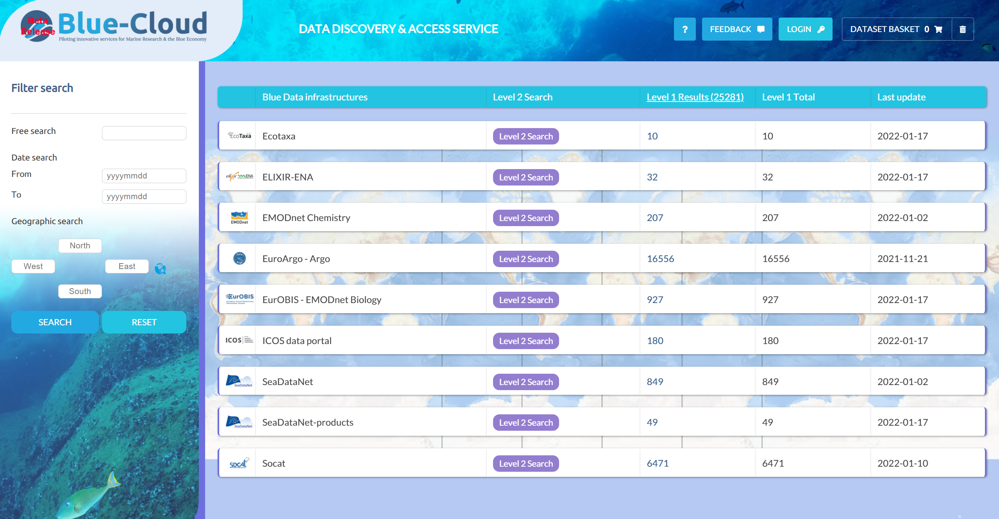 Beta
Release
Blue-Cloud
Piloting innovative services for Marine Research & the Blue Economy
DATA DISCOVERY & ACCESS SERVICE
?
FEEDBACK
LOGIN
DATASET BASKET 0
Filter search
Free search
Date search
From yyyymmdd
To yyyymmdd
Geographic search
North
West East
South
SEARCH RESET
Blue Data infrastructures Level 2 Search Level 1 Results (25281) Level 1 Total Last update
EcoTaxa Ecotaxa Level 2 Search 10 10 2022-01-17
elixir ENA ELIXIR-ENA Level 2 Search 32 32 2022-01-17
EMODnet EMODnet Chemistry Level 2 Search 207 207 2022-01-02
Euro Argo EuroArgo - Argo Level 2 Search 16556 16556 2021-11-21
EurOBIS European Ocean Biodiversity Information System EurOBIS - EMODnet Biology Level 2 Search 927 927 2022-01-17
ICOS Central Analytical Laboratory ICOS data portal Level 2 Search 180 180 2022-01-17
SeaDataNet SeaDataNet Level 2 Search 849 849 2022-01-02
SeaDataNet SeaDataNet-products Level 2 Search 49 49 2022-01-17
SOCAT Socat Level 2 Search 6471 6471 2022-01-10